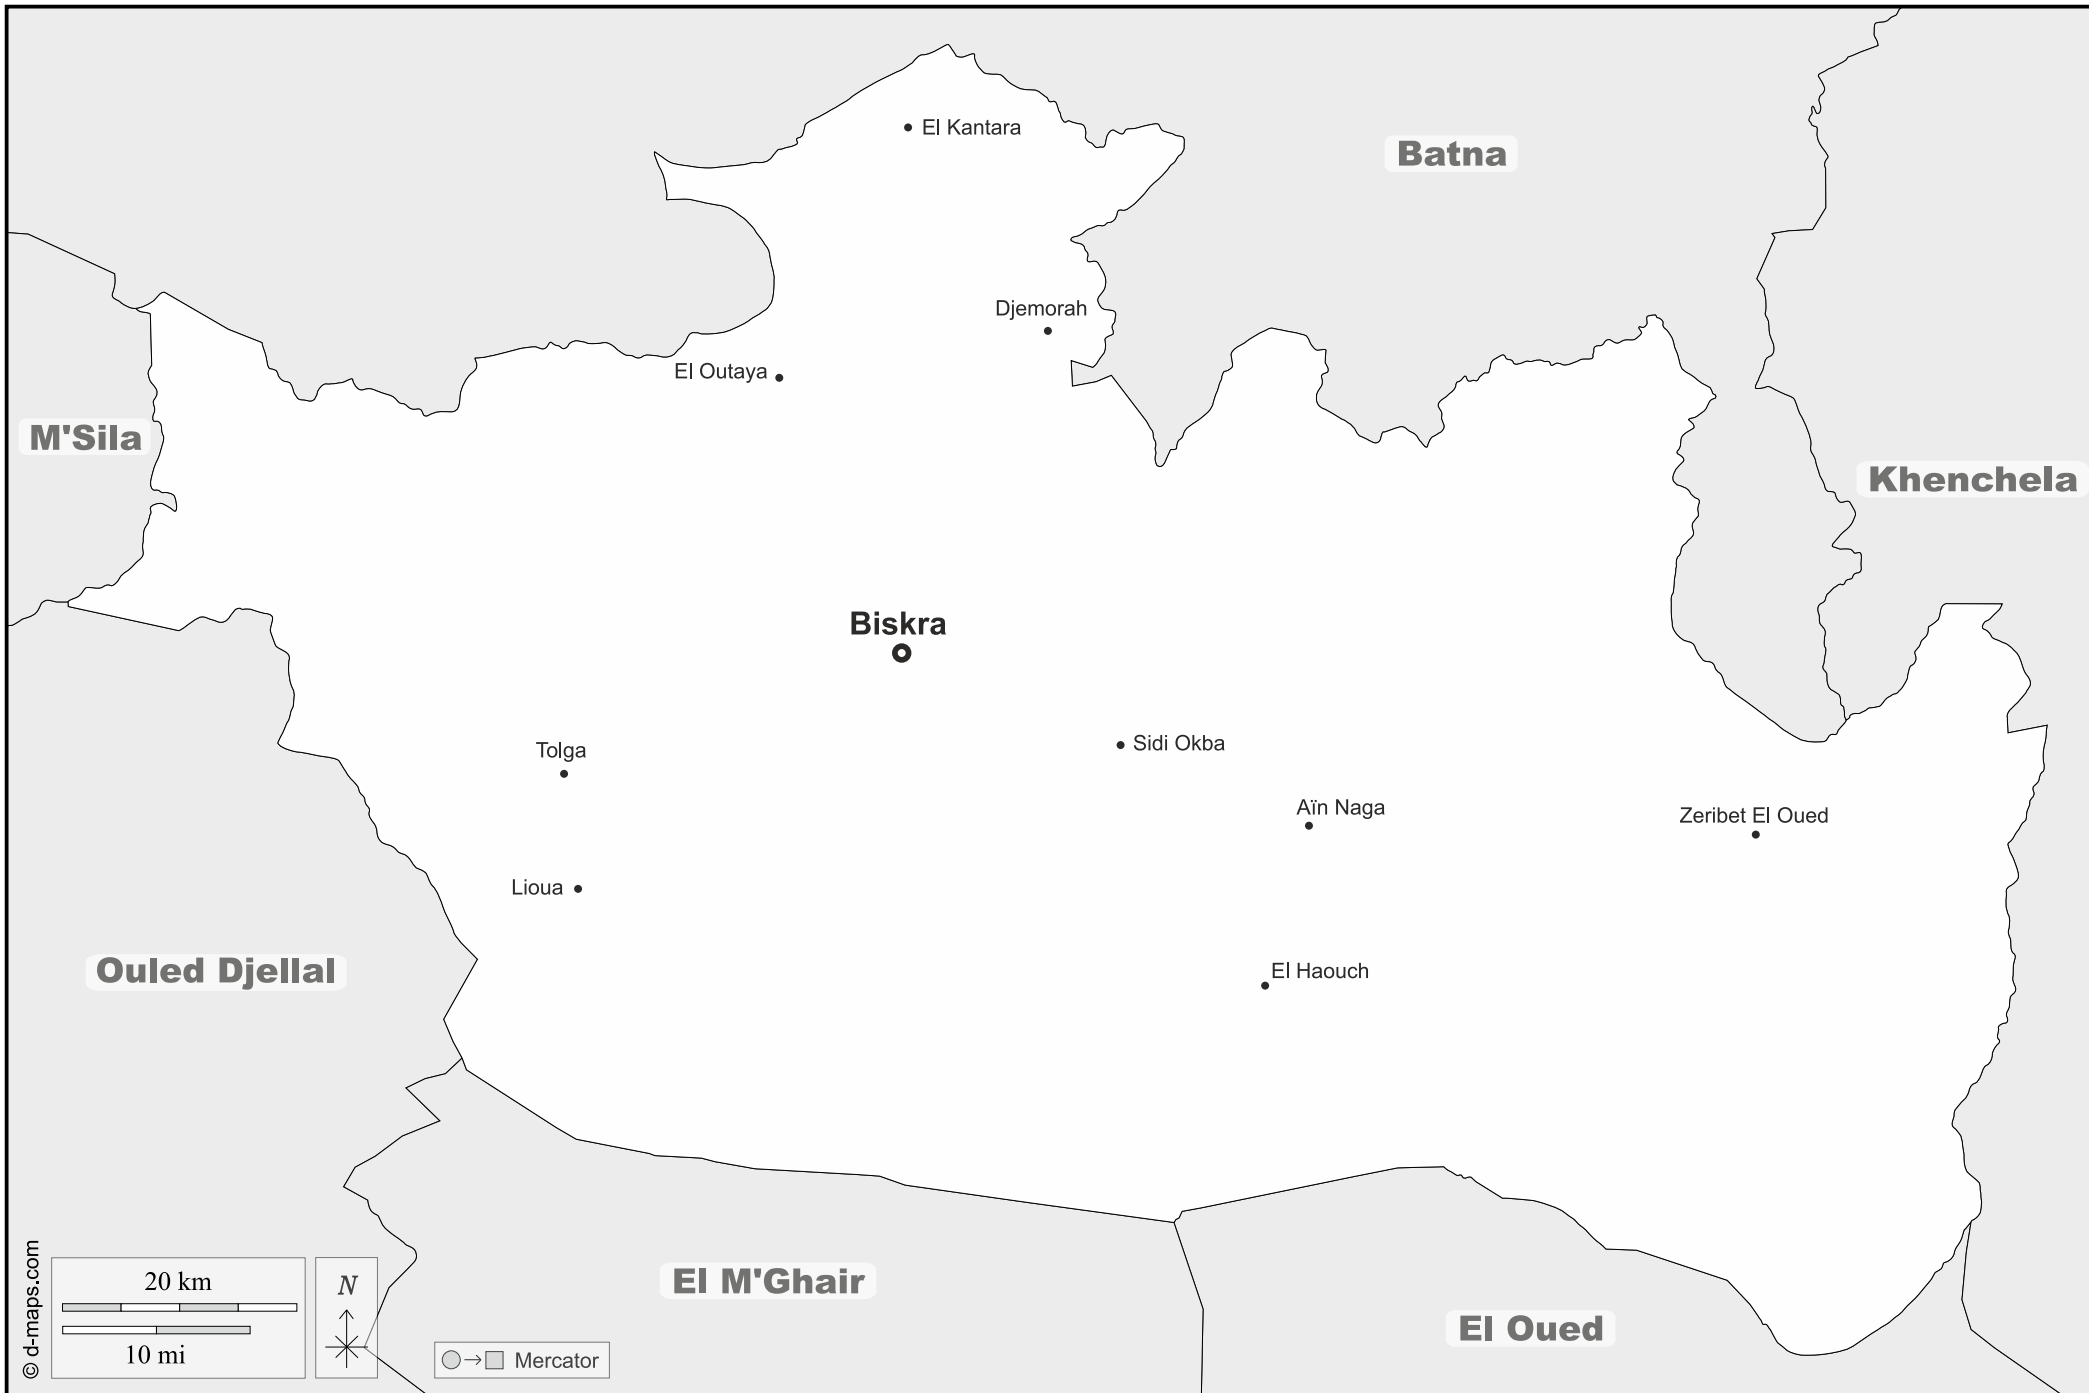 El Kantara
Batna
Djemorah
El Outaya
M'Sila
Khenchela
Biskra
Tolga
Sidi Okba
Aïn Naga
Zeribet El Oued
Lioua
Ouled Djellal
El Haouch
El M'Ghair
El Oued
© d-maps.com
20 km
10 mi
N
Mercator